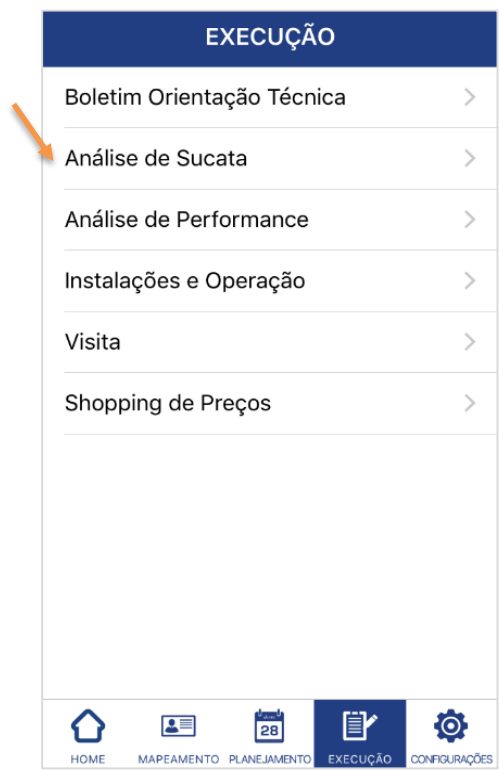 EXECUÇÃO
Boletim Orientação Técnica
Análise de Sucata
Análise de Performance
Instalações e Operação
Visita
Shopping de Preços
28
HOME MAPEAMENTO PLANEJAMENTO EXECUÇÃO CONFIGURAÇÕES